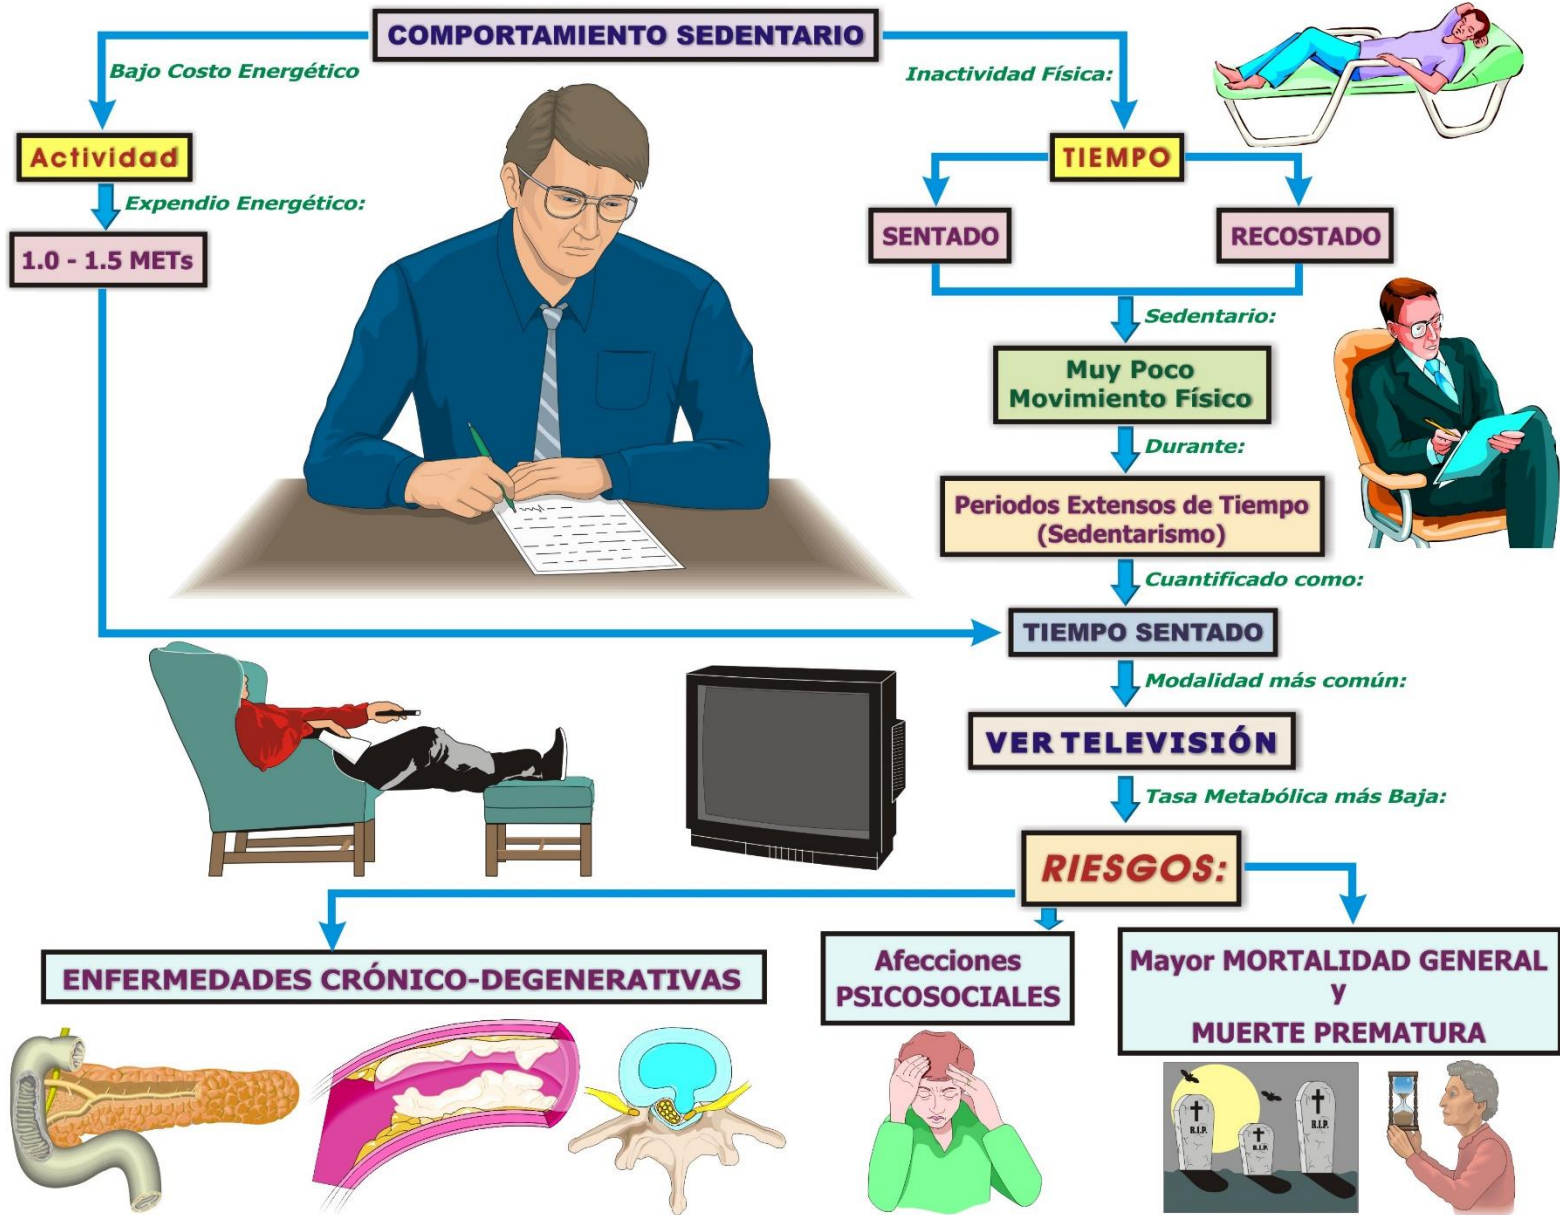 COMPORTAMIENTO SEDENTARIO
Bajo Costo Energético
Inactividad Física:
Actividad
TIEMPO
Expendio Energético:
1.0 - 1.5 METs
SENTADO
RECOSTADO
Sedentario:
Muy Poco
Movimiento Físico
Durante:
Periodos Extensos de Tiempo
(Sedentarismo)
Cuantificado como:
TIEMPO SENTADO
Modalidad más común:
VER TELEVISIÓN
Tasa Metabólica más Baja:
RIESGOS:
ENFERMEDADES CRÓNICO-DEGENERATIVAS
Afecciones
PSICOSOCIALES
Mayor MORTALIDAD GENERAL
y
MUERTE PREMATURA
R.I.P.
R.I.P.
R.I.P.